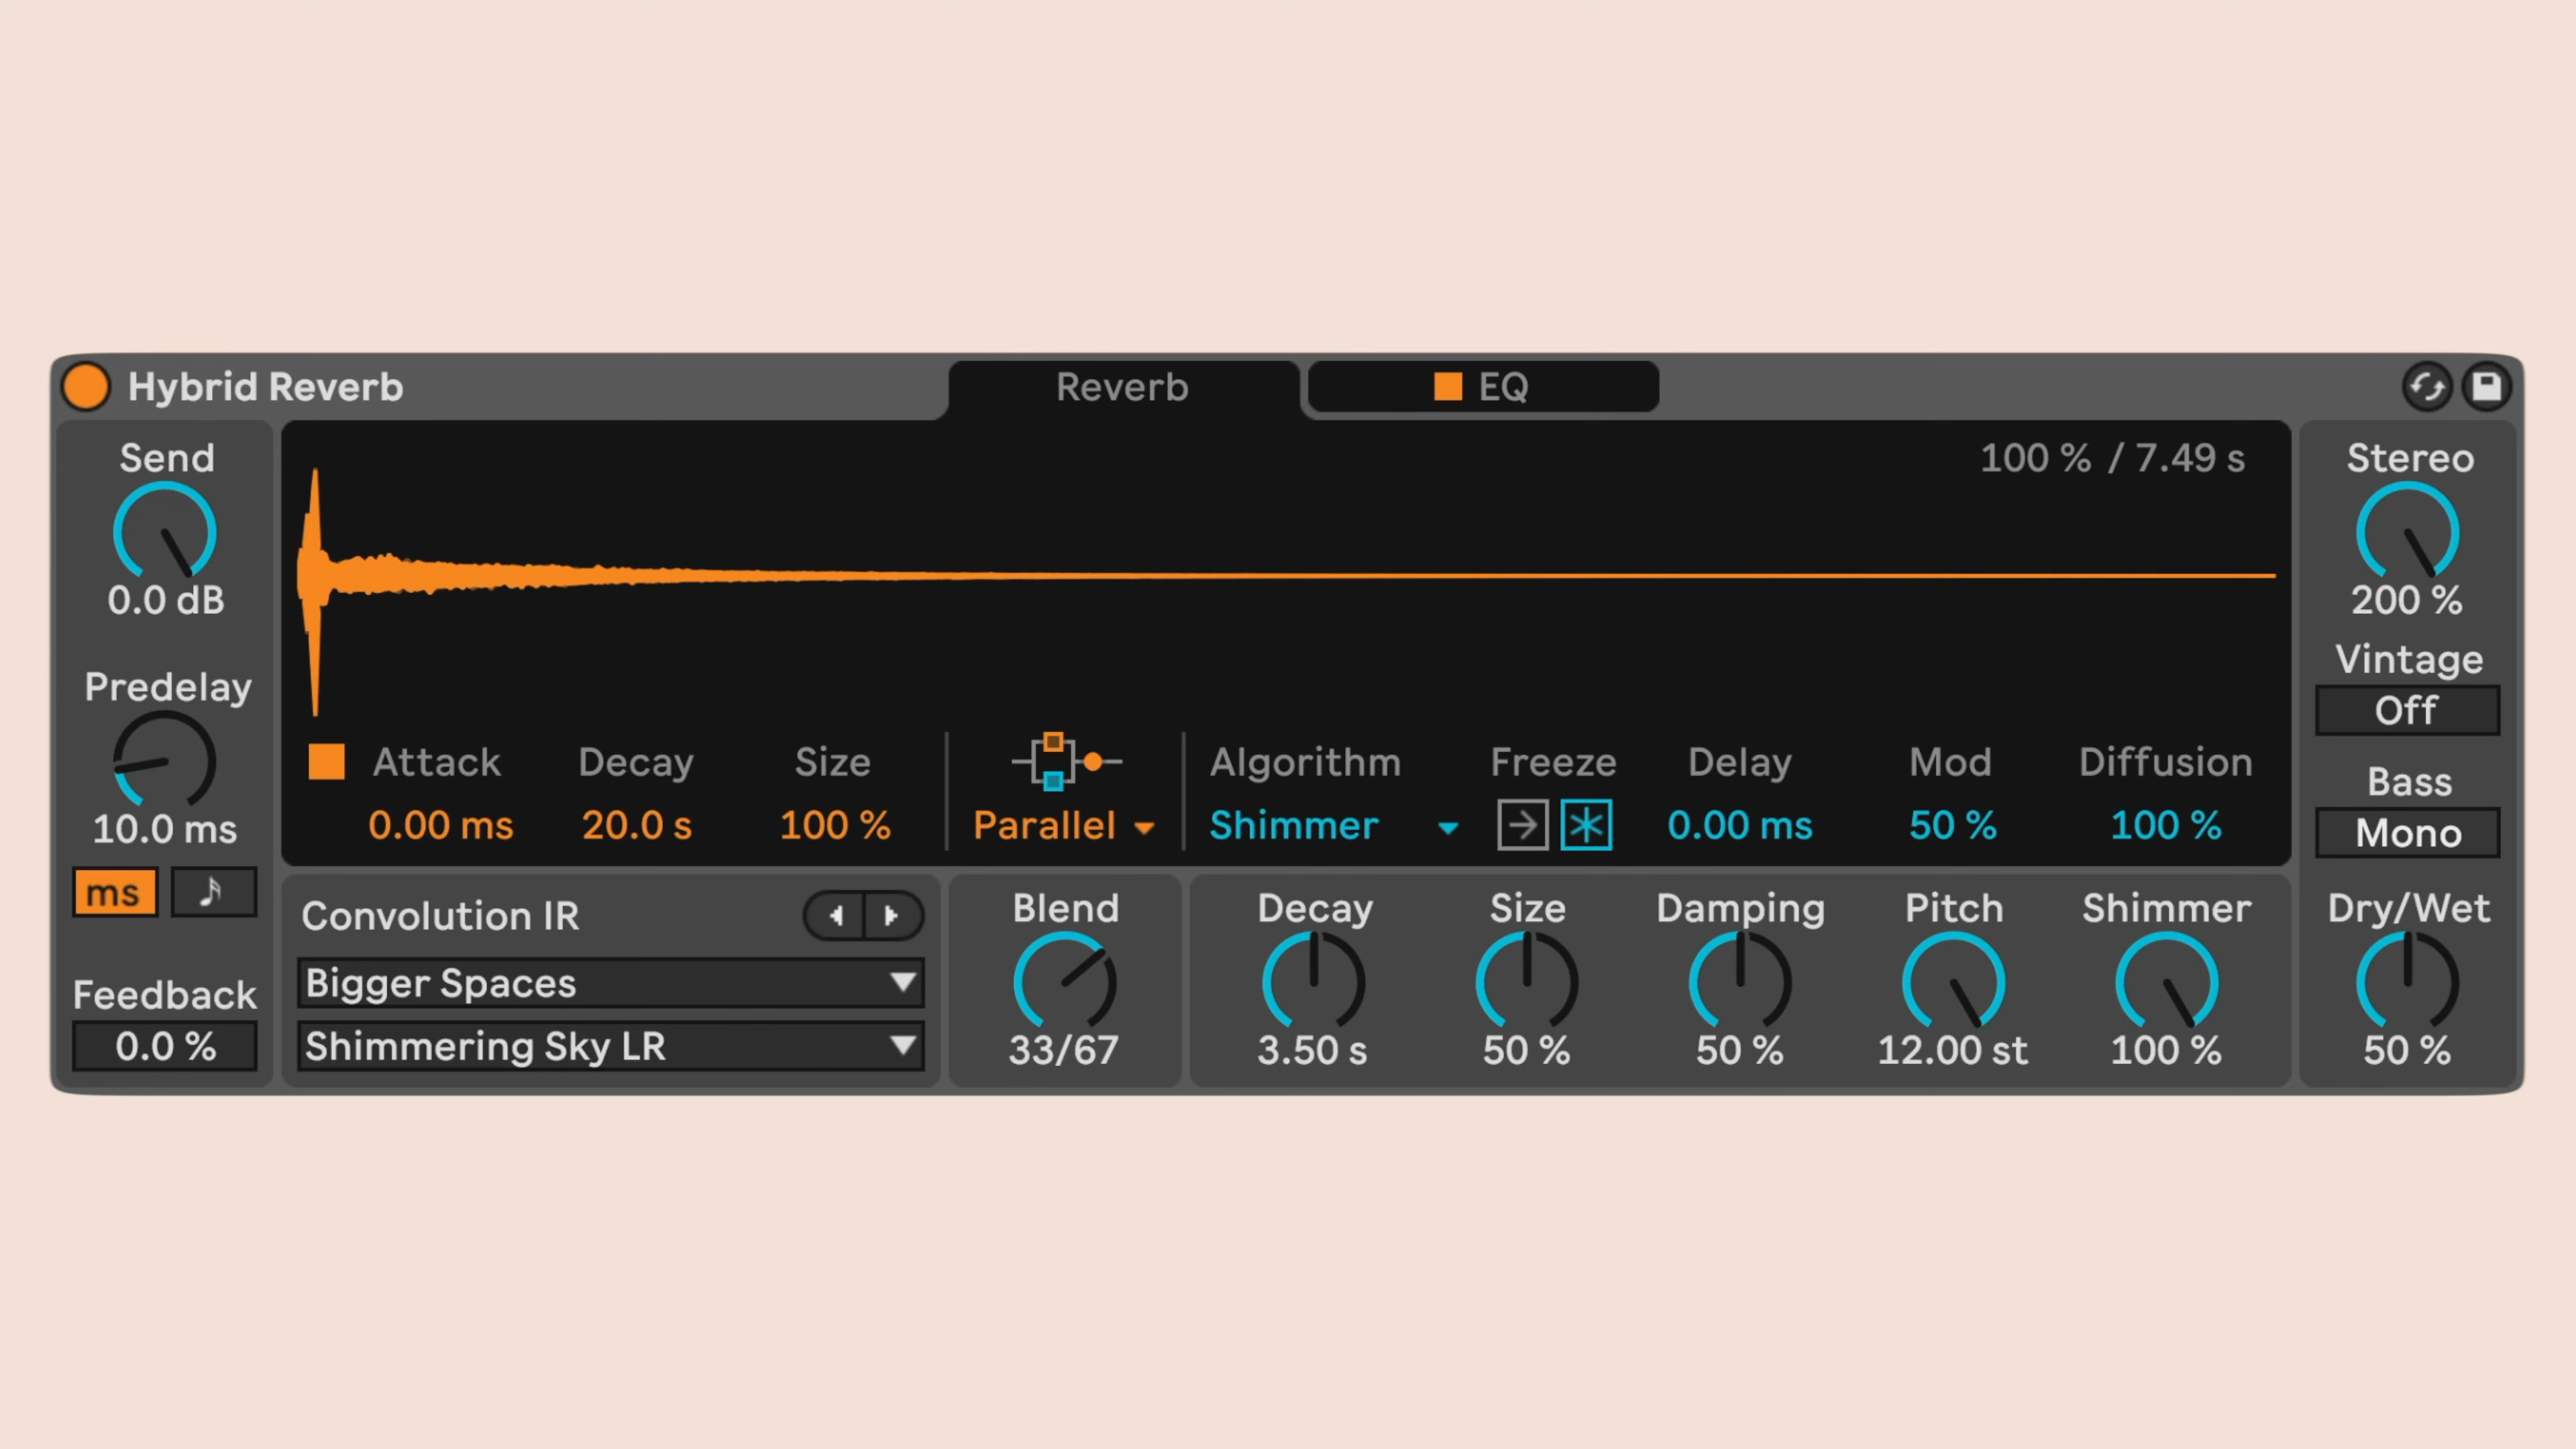 Hybrid Reverb
Reverb
EQ
Send
0.0 dB
Predelay
10.0 ms
ms
Feedback
0.0 %
100 % / 7.49 s
Attack Decay Size
0.00 ms 20.0 s 100 %
Parallel
Algorithm Freeze Delay Mod Diffusion
Shimmer 0.00 ms 50 % 100 %
Convolution IR
Bigger Spaces
Shimmering Sky LR
Blend
33/67
Decay Size Damping Pitch Shimmer
3.50 s 50 % 50 % 12.00 st 100 %
Stereo
200 %
Vintage
Off
Bass
Mono
Dry/Wet
50 %